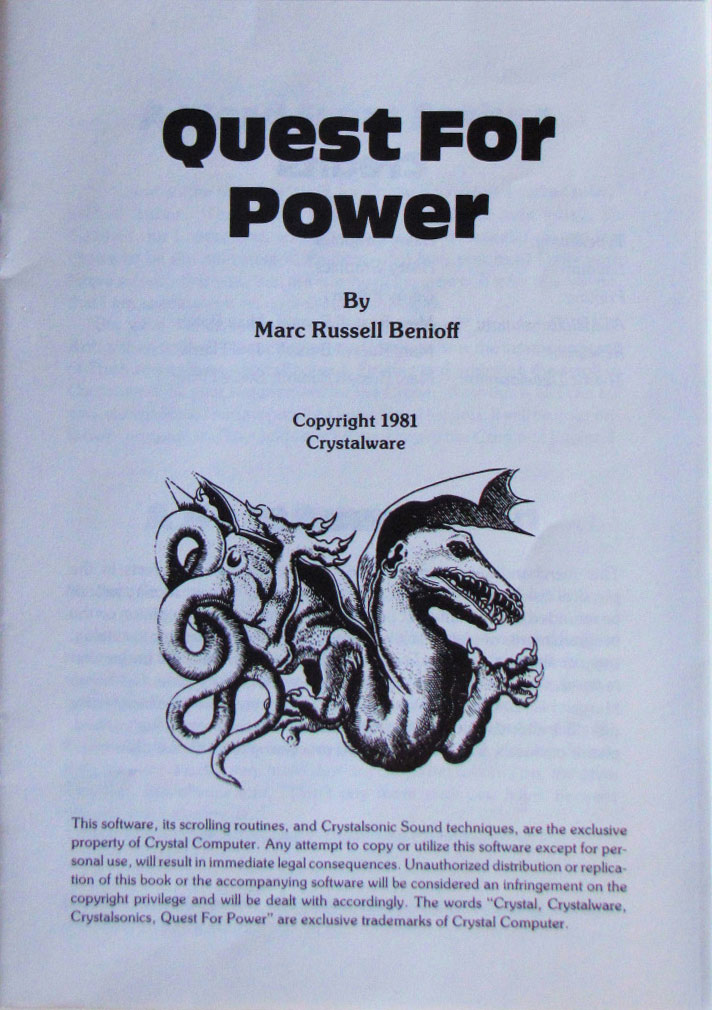 Quest For
Power
By
Marc Russell Benioff
Copyright 1981
Crystalware
This software, its scrolling routines, and Crystalsonic Sound techniques, are the exclusive
property of Crystal Computer. Any attempt to copy or utilize this software except for per-
sonal use, will result in immediate legal consequences. Unauthorized distribution or replica-
tion of this book or the accompanying software will be considered an infringement on the
copyright privilege and will be dealt with accordingly. The words "Crystal, Crystalware,
Crystalsonics, Quest For Power" are exclusive trademarks of Crystal Computer.